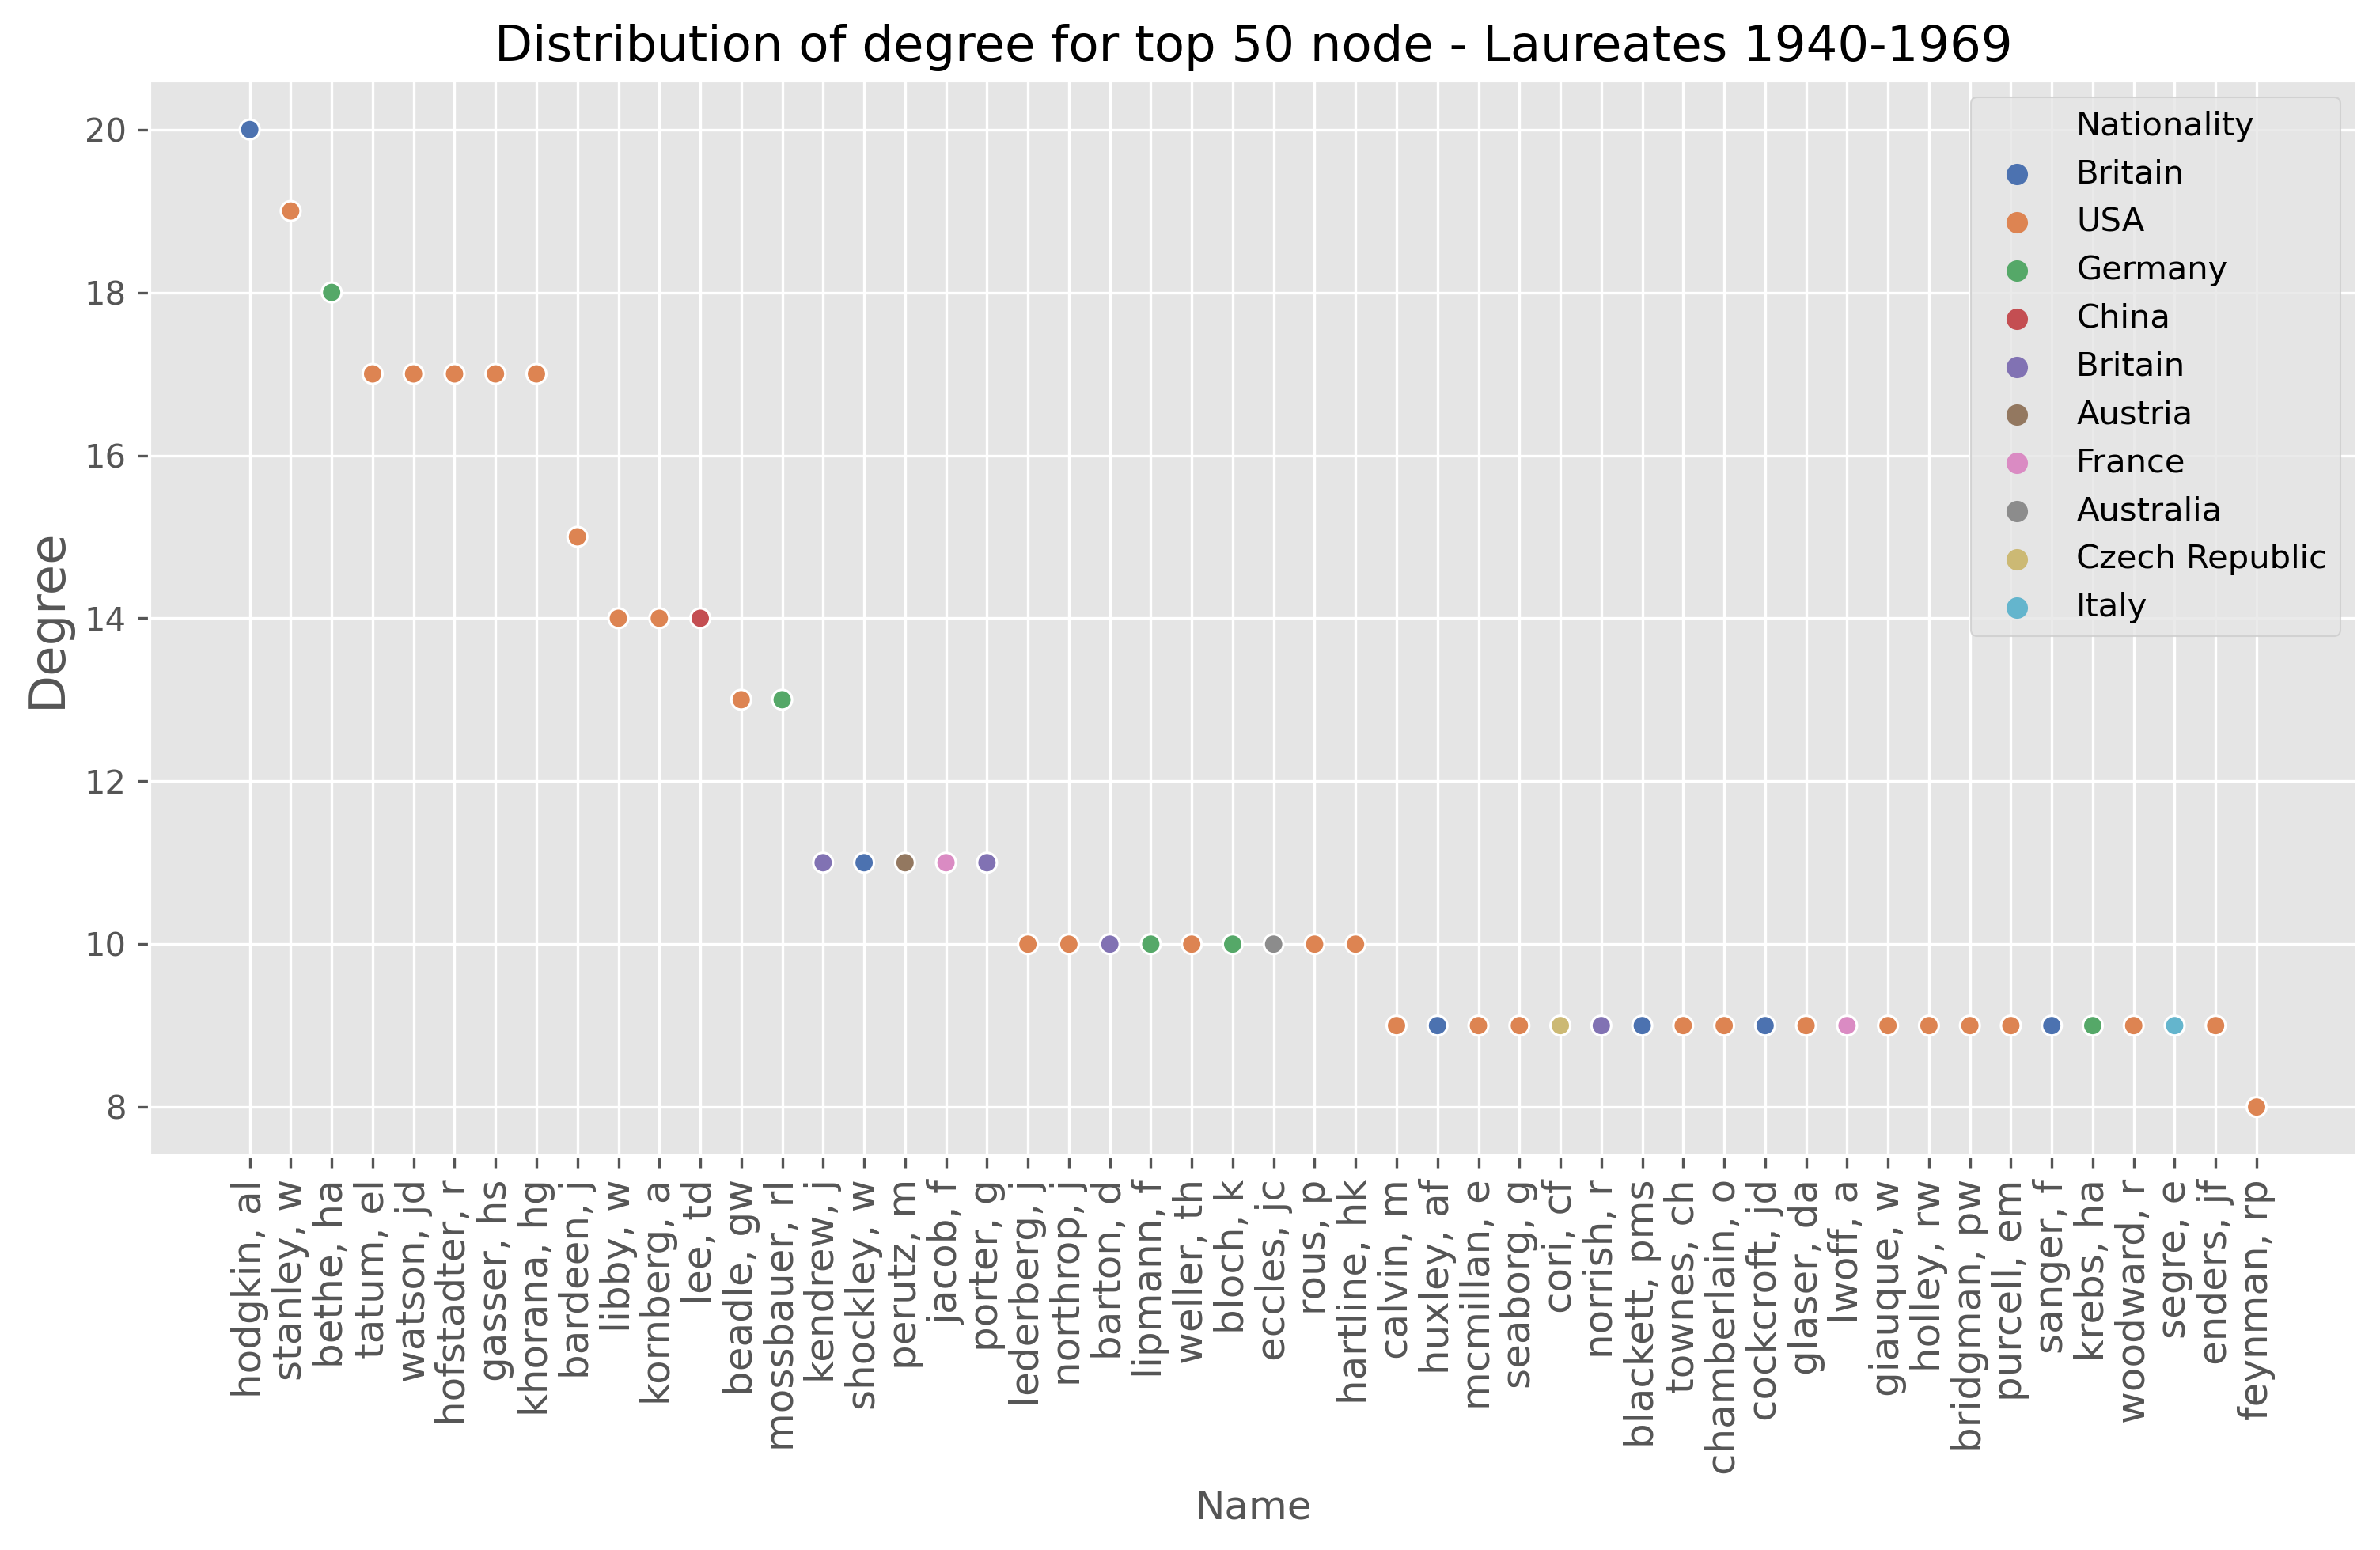 Distribution of degree for top 50 node - Laureates 1940-1969
Degree
20
18
16
14
12
10
8
Nationality
Britain
USA
Germany
China
Britain
Austria
France
Australia
Czech Republic
Italy
hodgkin, al
stanley, w
bethe, ha
tatum, el
watson, jd
hofstadter, r
gasser, hs
khorana, hg
bardeen, j
libby, w
kornberg, a
lee, td
beadle, gw
mossbauer, rl
kendrew, j
shockley, w
perutz, m
jacob, f
porter, g
lederberg, j
northrop, j
barton, d
lipmann, f
weller, th
bloch, k
eccles, jc
rous, p
hartline, hk
calvin, m
huxley, af
mcmillan, e
seaborg, g
cori, cf
norrish, r
blackett, pms
townes, ch
chamberlain, o
cockcroft, jd
glaser, da
lwoff, a
giauque, w
holley, rw
bridgman, pw
purcell, em
sanger, f
krebs, ha
woodward, r
segre, e
enders, jf
feynman, rp
Name